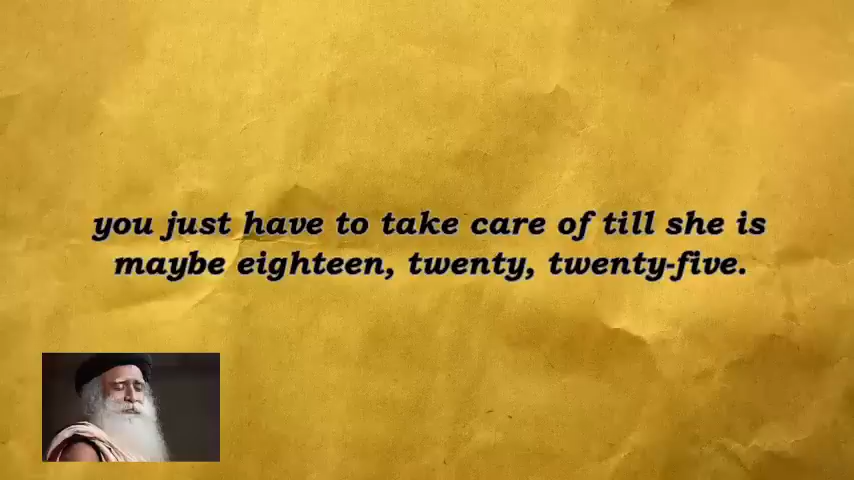 you just have to take care of till she is
maybe eighteen, twenty, twenty-five.